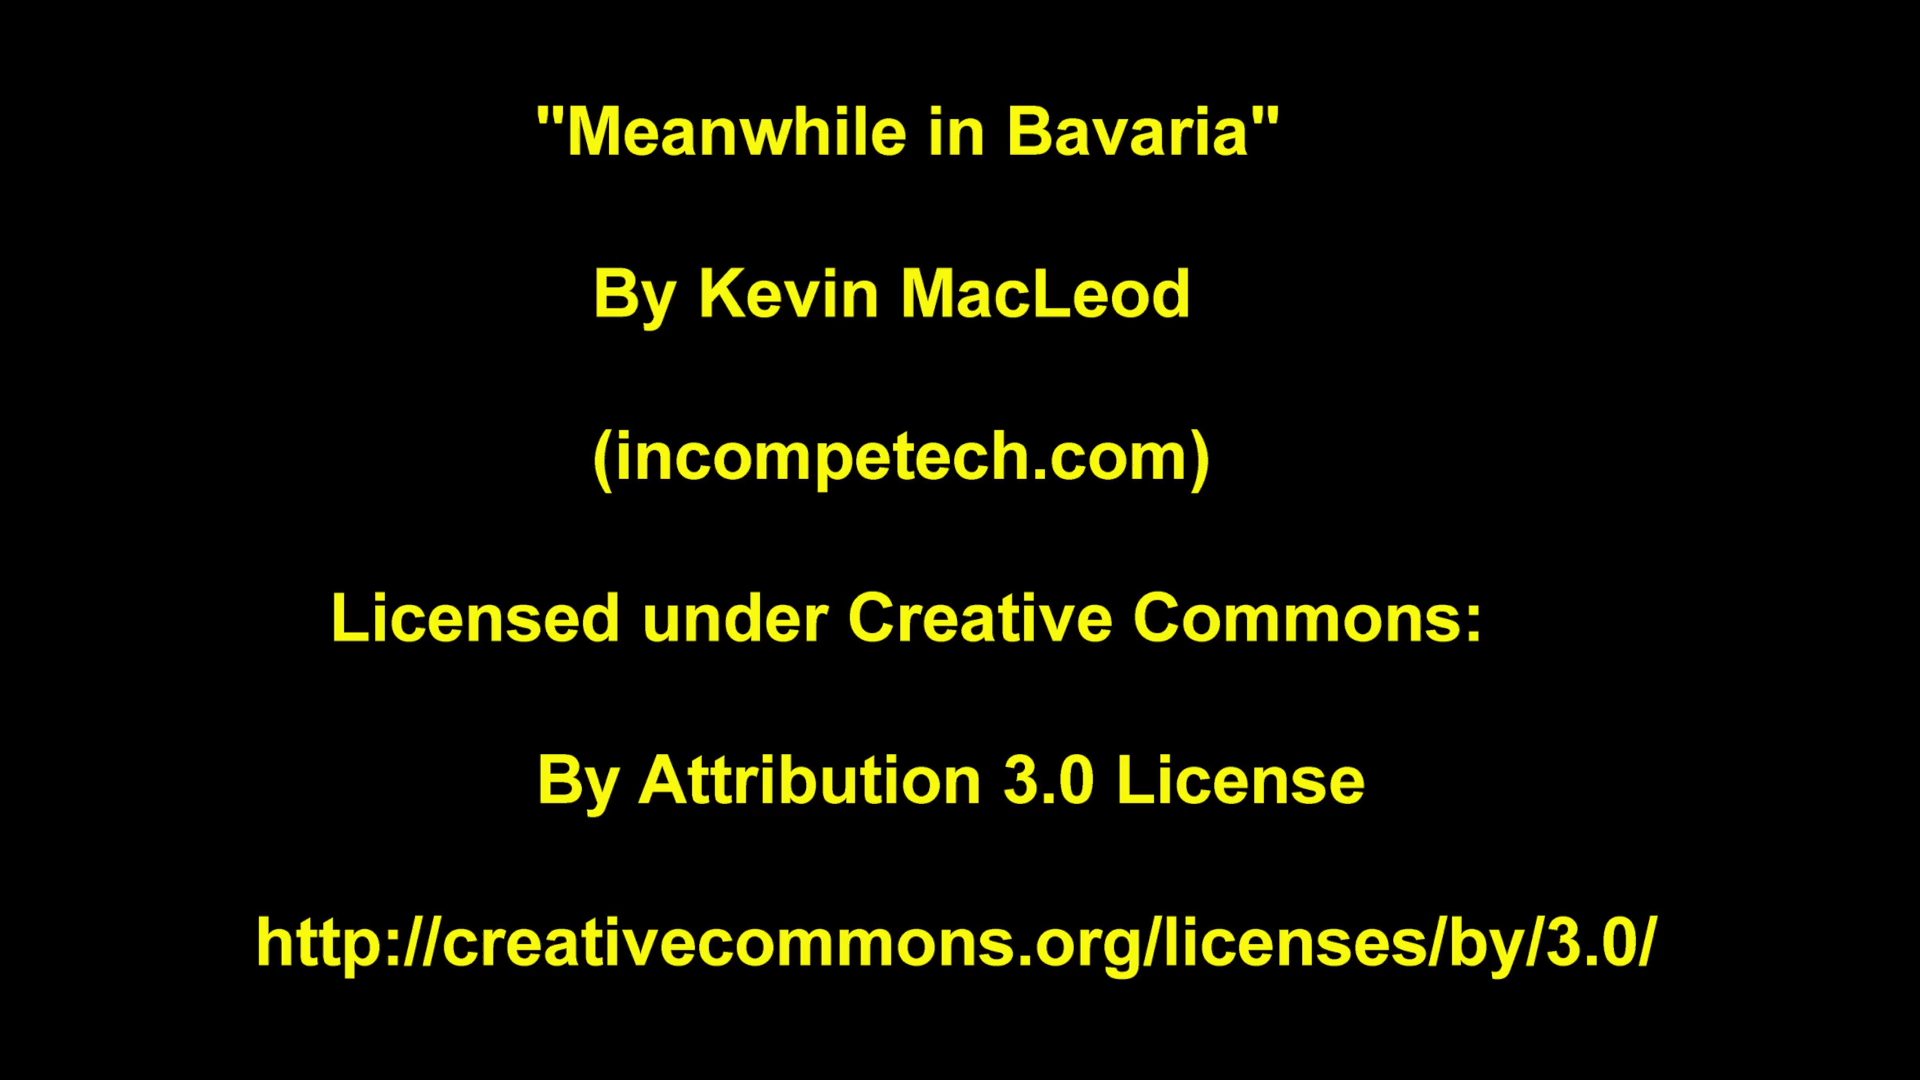 "Meanwhile in Bavaria"
By Kevin MacLeod
(incompetech.com)
Licensed under Creative Commons:
By Attribution 3.0 License
http://creativecommons.org/licenses/by/3.0/